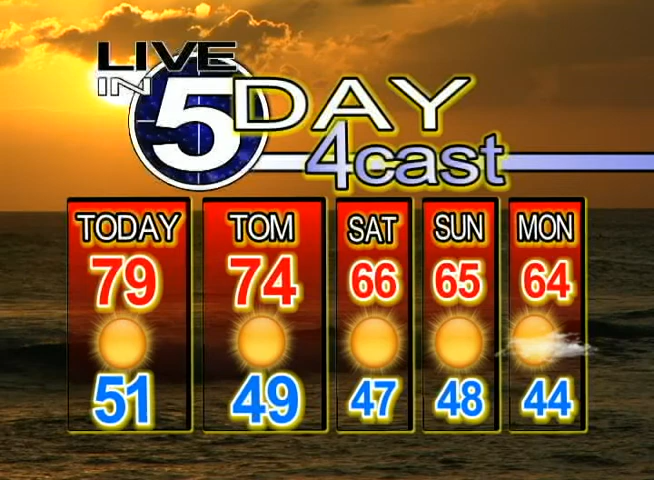 LIVE
IN 5 DAY
4cast
TODAY TOM SAT SUN MON
79 74 66 65 64
51 49 47 48 44